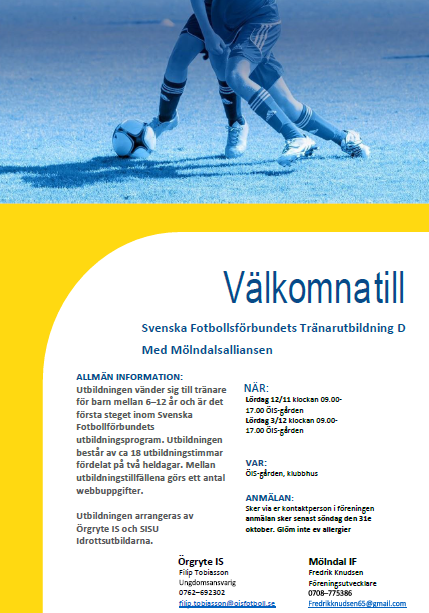 Välkomnatill
Svenska Fotbollsförbundets Tränarutbildning D
Med Mölndalsalliansen
ALLMÄN INFORMATION:
Utbildningen vänder sig till tränare
för barn mellan 6–12 år och är det
första steget inom Svenska
Fotbollförbundets
utbildningsprogram. Utbildningen
består av ca 18 utbildningstimmar
fördelat på två heldagar. Mellan
utbildningstillfällena görs ett antal
webbuppgifter.
Utbildningen arrangeras av
Örgryte IS och SISU
Idrottsutbildarna.
NÄR:
Lördag 12/11 klockan 09.00-
17.00 ÖIS-gården
Lördag 3/12 klockan 09.00-
17.00 ÖIS-gården
VAR:
ÖIS-gården, klubbhus
ANMÄLAN:
Sker via er kontaktperson i föreningen
anmälan sker senast söndag den 31e
oktober. Glöm inte ev allergier
Örgryte IS
Filip Tobiasson
Ungdomsansvarig
0762–692302
filip.tobiasson@oisfotboll.se
Mölndal IF
Fredrik Knudsen
Föreningsutvecklare
0708–775386
Fredrikknudsen65@gmail.com